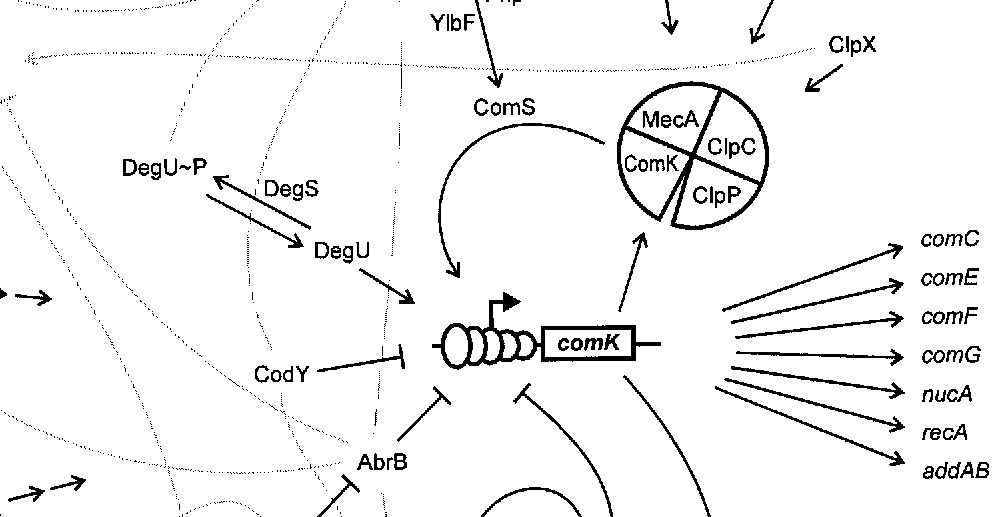 YlbF
ClpX
ComS
MecA
ClpC
ComK
ClpP
DegU~P
DegS
DegU
comC
comE
comF
comG
nucA
recA
addAB
comK
CodY
AbrB